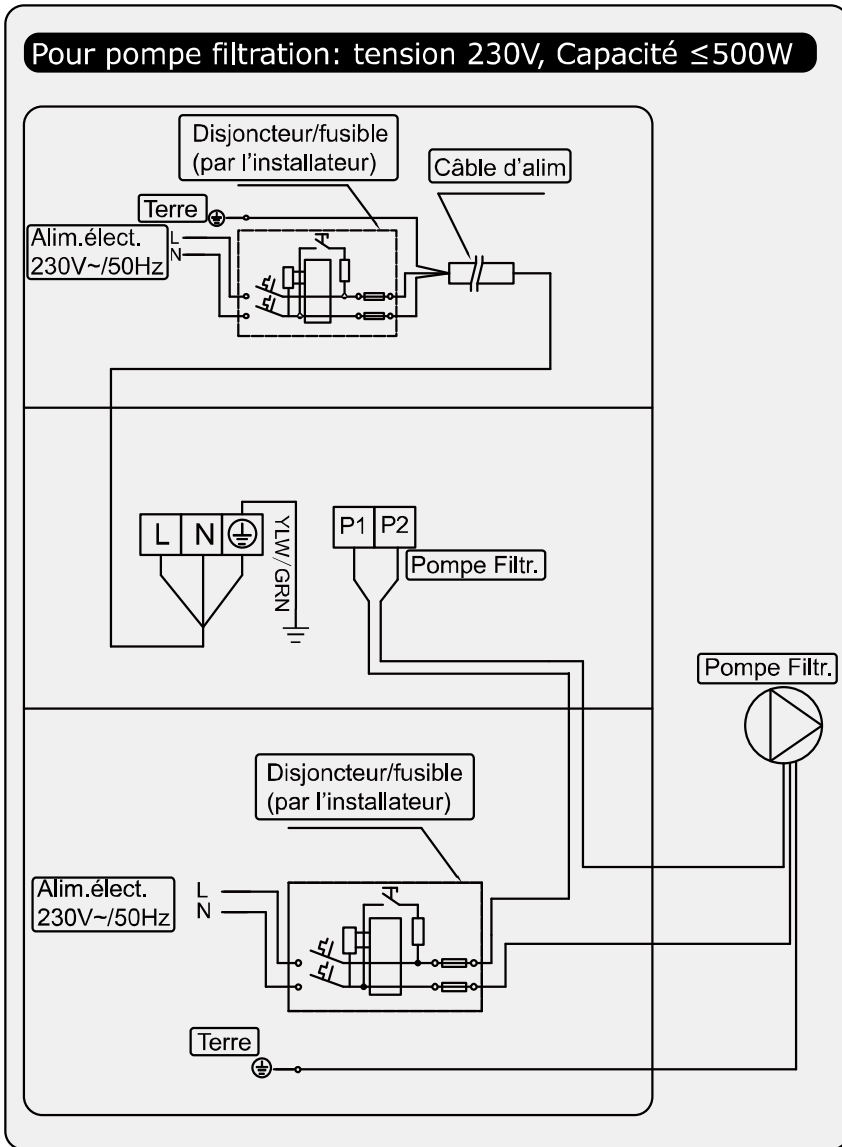 Pour pompe filtration: tension 230V, Capacité ≤500W
Disjoncteur/fusible
(par l'installateur)
Câble d'alim
Terre
Alim.élect.
230V~/50Hz
L
N
L N
YLW/GRN
P1 P2
Pompe Filtr.
Pompe Filtr.
Disjoncteur/fusible
(par l'installateur)
Alim.élect.
230V~/50Hz
L
N
Terre